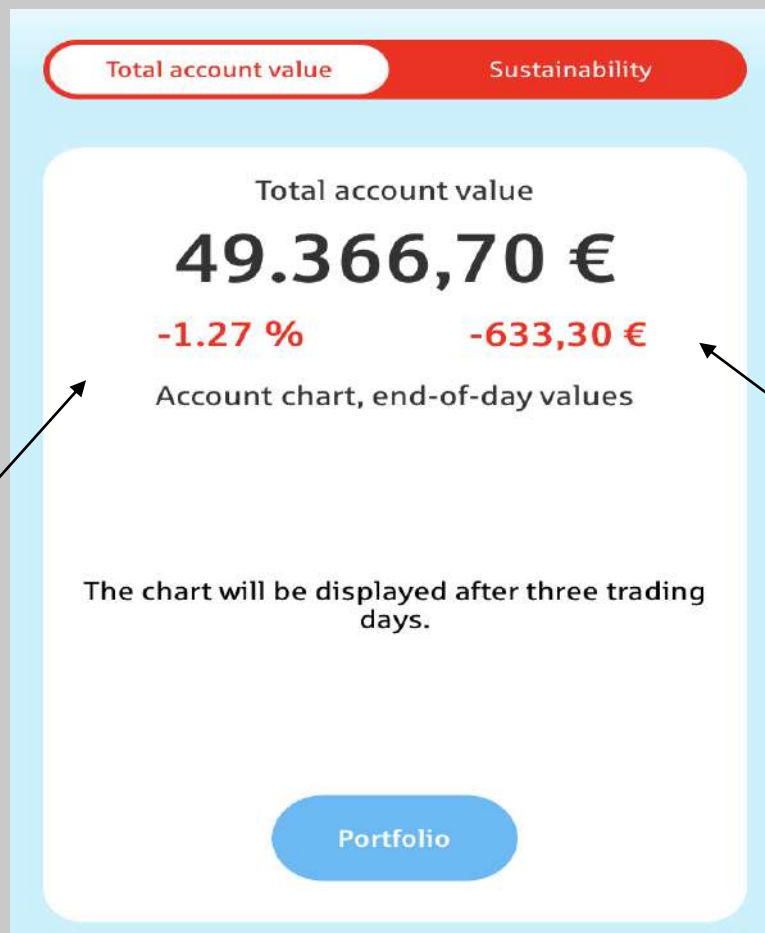 Total account value
Sustainability
Total account value
49.366,70 €
-1.27 %
-633,30 €
Account chart, end-of-day values
The chart will be displayed after three trading
days.
Portfolio